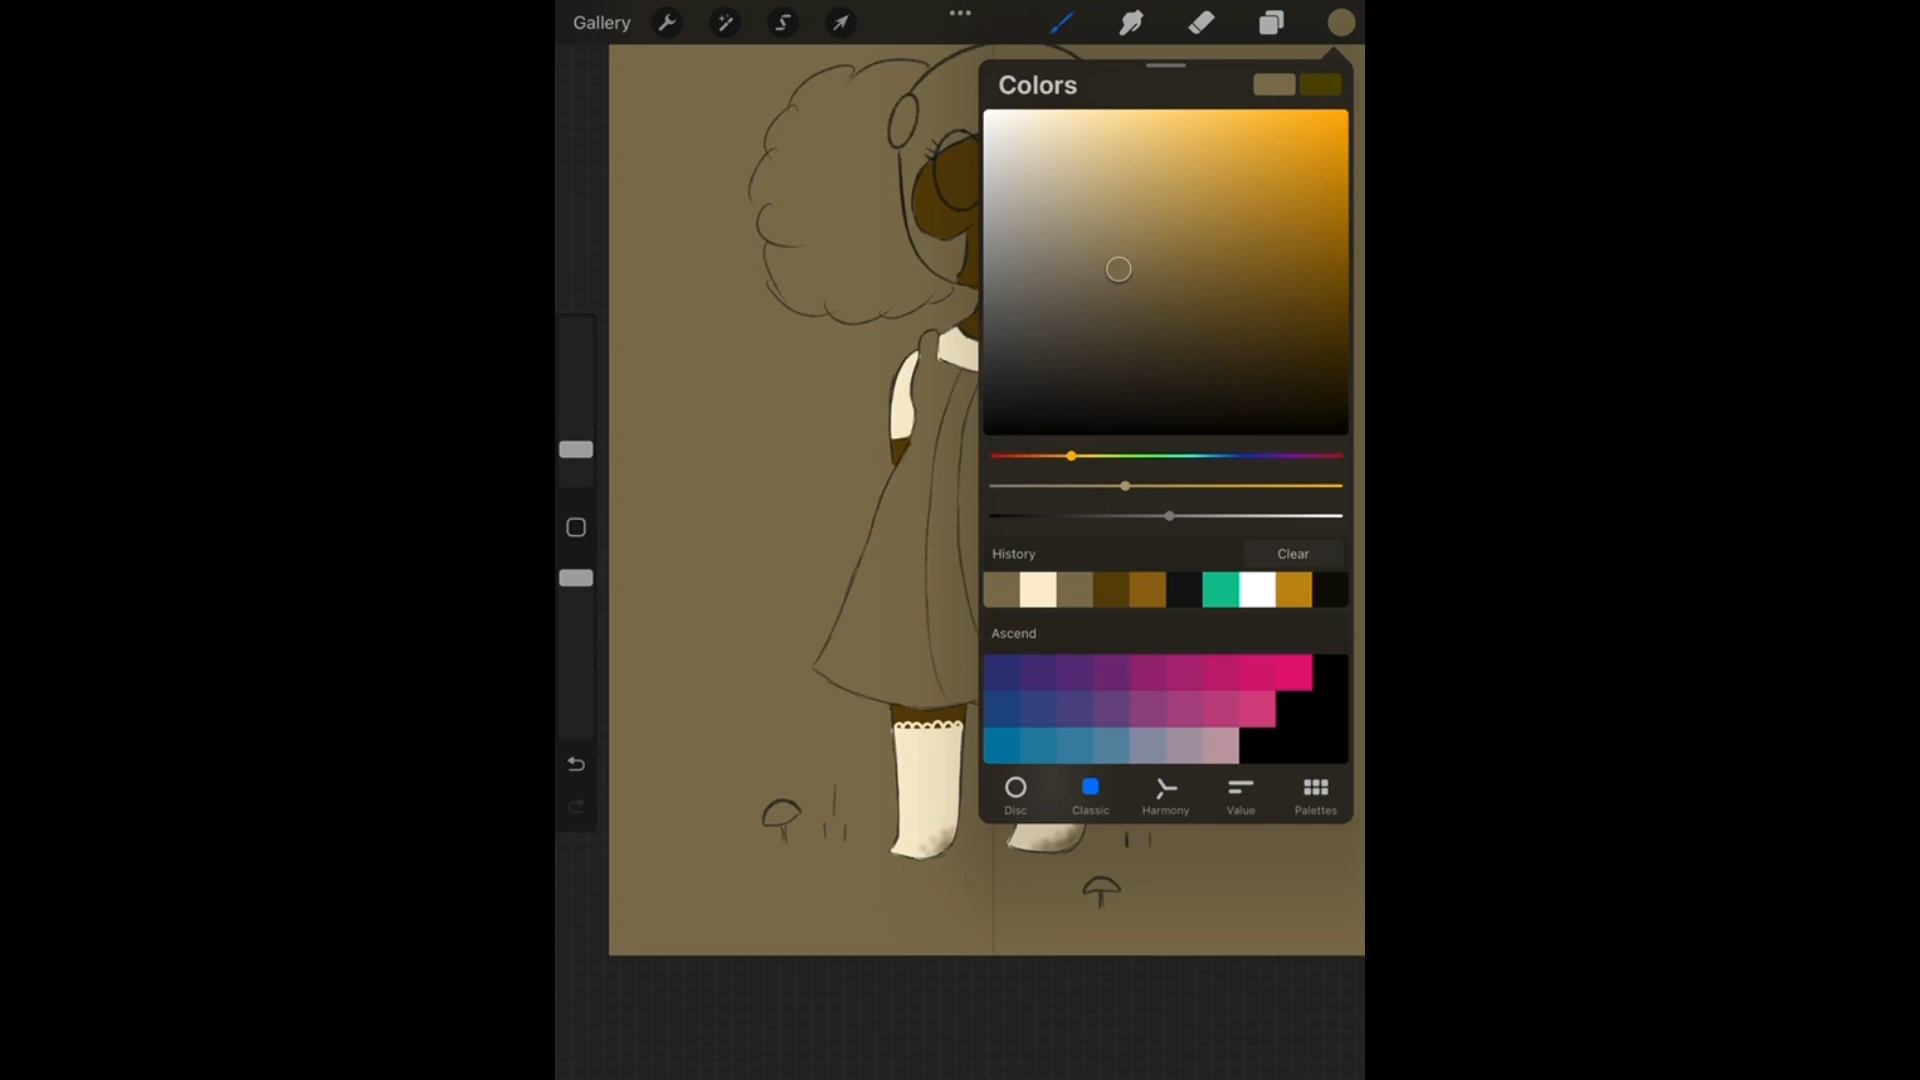 Gallery
Colors
History
Clear
Ascend
Disc
Classic
Harmony
Value
Palettes